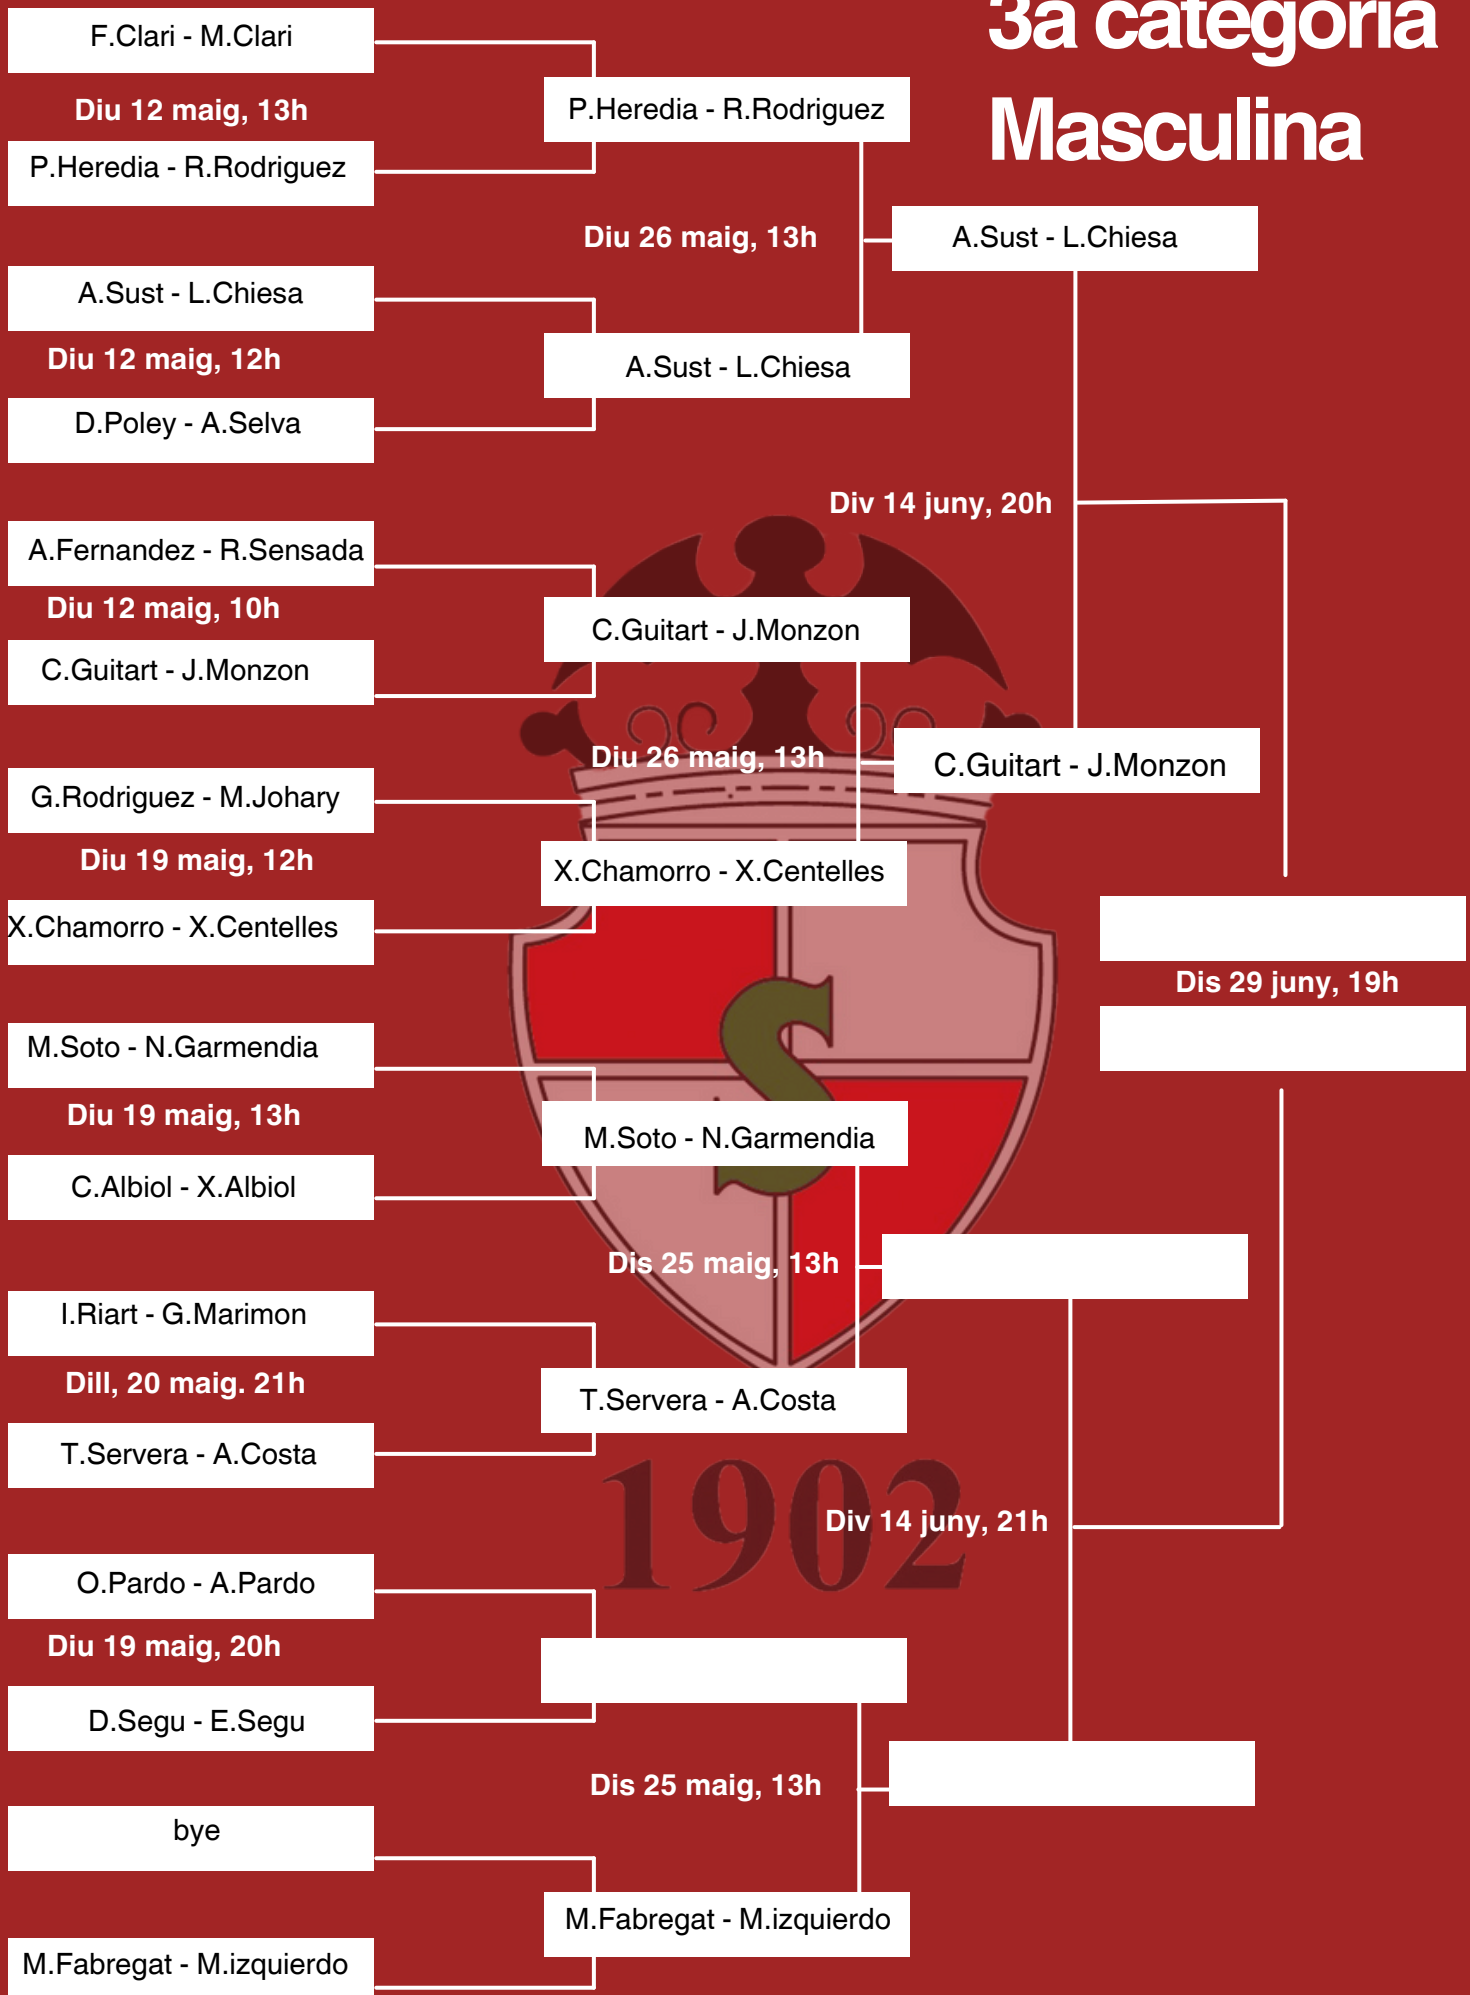 3a categoria
Masculina
F.Clari - M.Clari
Diu 12 maig, 13h
P.Heredia - R.Rodriguez
P.Heredia - R.Rodriguez
Diu 26 maig, 13h
A.Sust - L.Chiesa
A.Sust - L.Chiesa
Diu 12 maig, 12h
A.Sust - L.Chiesa
D.Poley - A.Selva
Div 14 juny, 20h
A.Fernandez - R.Sensada
Diu 12 maig, 10h
C.Guitart - J.Monzon
C.Guitart - J.Monzon
Diu 26 maig, 13h
C.Guitart - J.Monzon
G.Rodriguez - M.Johary
Diu 19 maig, 12h
X.Chamorro - X.Centelles
X.Chamorro - X.Centelles
Dis 29 juny, 19h
S
M.Soto - N.Garmendia
Diu 19 maig, 13h
M.Soto - N.Garmendia
C.Albiol - X.Albiol
Dis 25 maig, 13h
I.Riart - G.Marimon
Dill, 20 maig. 21h
T.Servera - A.Costa
T.Servera - A.Costa
1902
Div 14 juny, 21h
O.Pardo - A.Pardo
Diu 19 maig, 20h
D.Segu - E.Segu
Dis 25 maig, 13h
bye
M.Fabregat - M.izquierdo
M.Fabregat - M.izquierdo